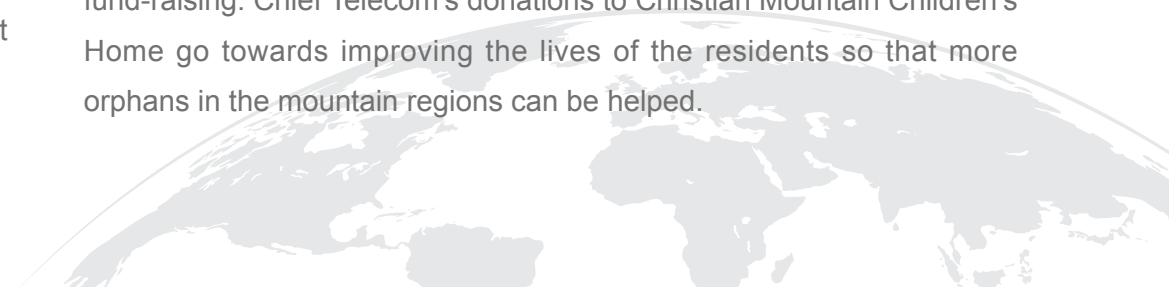 fund-raising. Chief Telecom's donations to Christian Mountain Children's
t
Home go towards improving the lives of the residents so that more
orphans in the mountain regions can be helped.